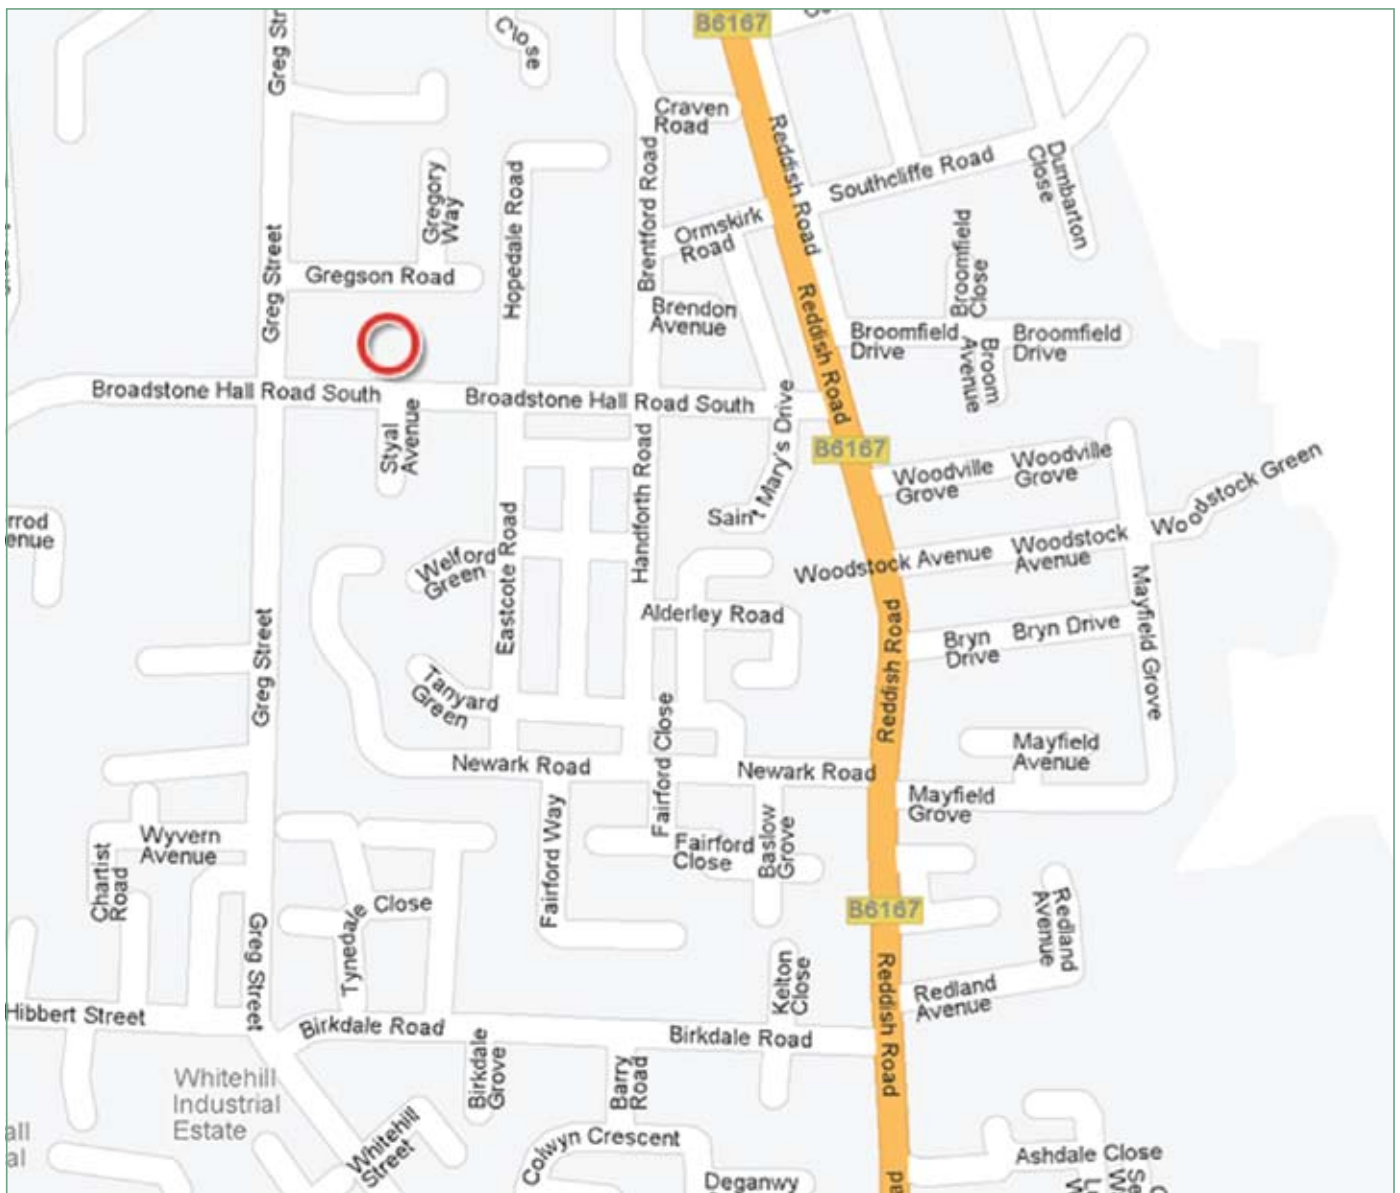 B6167
Greg Str
Close
Craven
Road
Reddish Road
Southcliffe Road
Dumbarton
Close
Gregory
Way
Hopedale Road
Brentford Road
Ormskirk
Road
Broomfield
Close
Greg Street
Gregson Road
Brendon
Avenue
Reddish Road
Broomfield
Drive
Broomfield
Drive
Broom
Avenue
Broadstone Hall Road South
Broadstone Hall Road South
Styal
Avenue
Handforth Road
Saint Mary's Drive
B6167
Woodville
Grove
Woodville
Grove
Woodstock Green
rrod
enue
Welford
Green
Eastcote Road
Woodstock Avenue
Woodstock
Avenue
Alderley Road
Greg Street
Reddish Road
Bryn
Drive
Bryn Drive
Mayfield Grove
Tanyard
Green
Fairford Close
Newark Road
Newark Road
Mayfield
Avenue
Mayfield
Grove
Wyvern
Avenue
Chartist
Road
Fairford Way
Fairford
Close
Baslow
Grove
Close
Tynedale
B6167
Redland
Avenue
Greg Street
Kelton
Close
Redland
Avenue
Reddish Road
Hibbert Street
Birkdale Road
Birkdale Road
Whitehill
Industrial
Estate
Birkdale
Grove
Barry
Road
all
al
Whitehill
Street
Colwyn Crescent
Deganwy
Ashdale Close